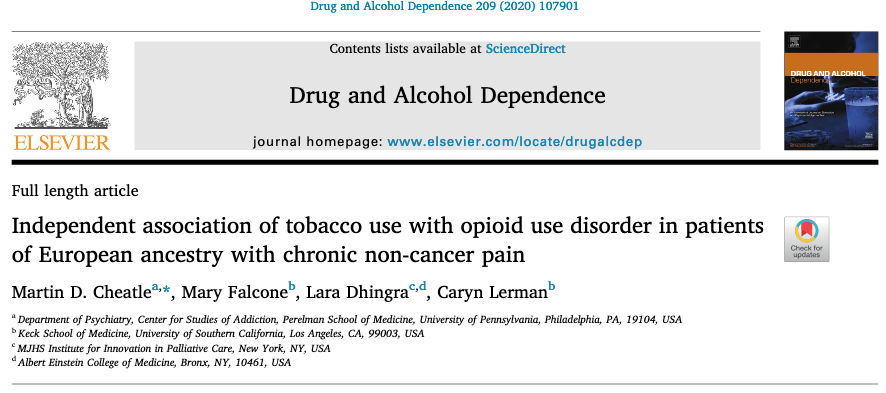 Drug and Alcohol Dependence 209 (2020) 107901
Contents lists available at ScienceDirect
Drug and Alcohol Dependence
journal homepage: www.elsevier.com/locate/drugalcdep
ELSEVIER
DRUG AND ALCOHOL
Dependence
Full length article
Independent association of tobacco use with opioid use disorder in patients
of European ancestry with chronic non-cancer pain
Check for
updates
Martin D. Cheatle a,*, Mary Falcone b, Lara Dhingra c,d, Caryn Lerman b
a Department of Psychiatry, Center for Studies of Addiction, Perelman School of Medicine, University of Pennsylvania, Philadelphia, PA, 19104, USA
b Keck School of Medicine, University of Southern California, Los Angeles, CA, 99003, USA
c MJHS Institute for Innovation in Palliative Care, New York, NY, USA
d Albert Einstein College of Medicine, Bronx, NY, 10461, USA